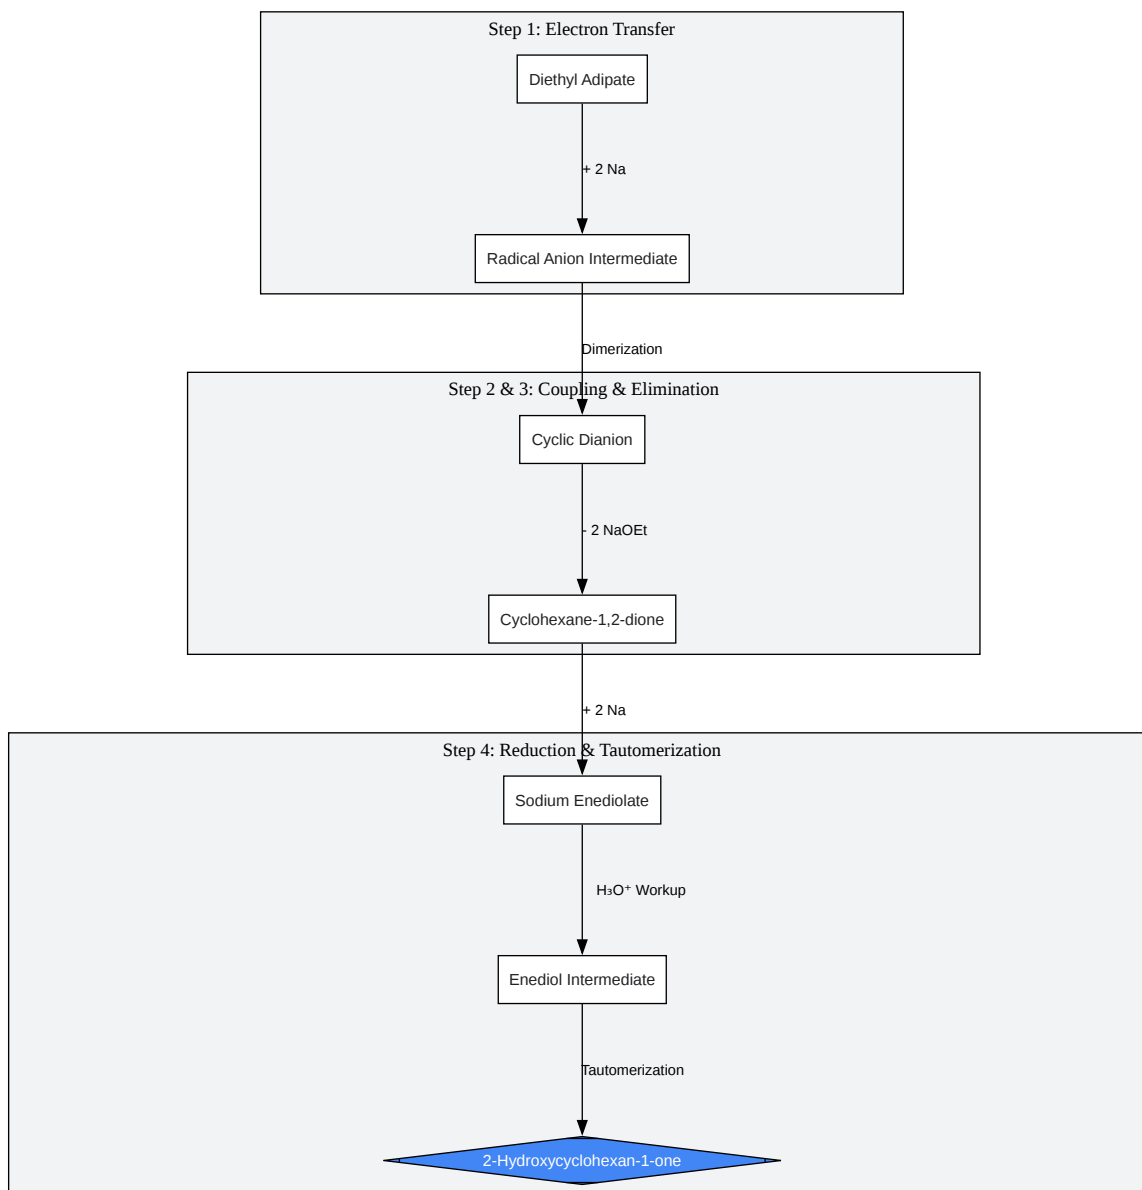 Step 1: Electron Transfer
Diethyl Adipate
+ 2 Na
Radical Anion Intermediate
Dimerization
Step 2 & 3: Coupling & Elimination
Cyclic Dianion
- 2 NaOEt
Cyclohexane-1,2-dione
+ 2 Na
Step 4: Reduction & Tautomerization
Sodium Enediolate
H₃O⁺ Workup
Enediol Intermediate
Tautomerization
2-Hydroxycyclohexan-1-one